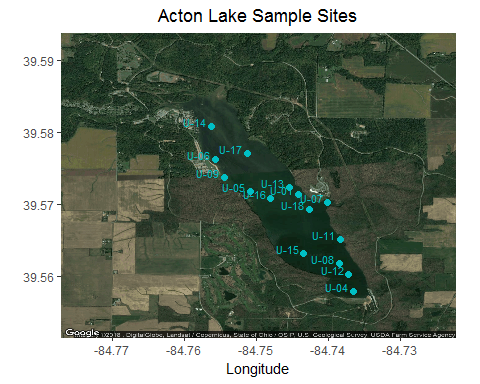 Acton Lake Sample Sites
39.59
39.58
39.57
39.56
U-14
U-17
U-06
U-09
U-05
U-13
U-16
U-01
U-07
U-18
U-11
U-15
U-08
U-12
U-04
Google
©2018 , DigitalGlobe, Landsat / Copernicus, State of Ohio / OSIP, U.S. Geological Survey, USDA Farm Service Agency
-84.77 -84.76 -84.75 -84.74 -84.73
Longitude